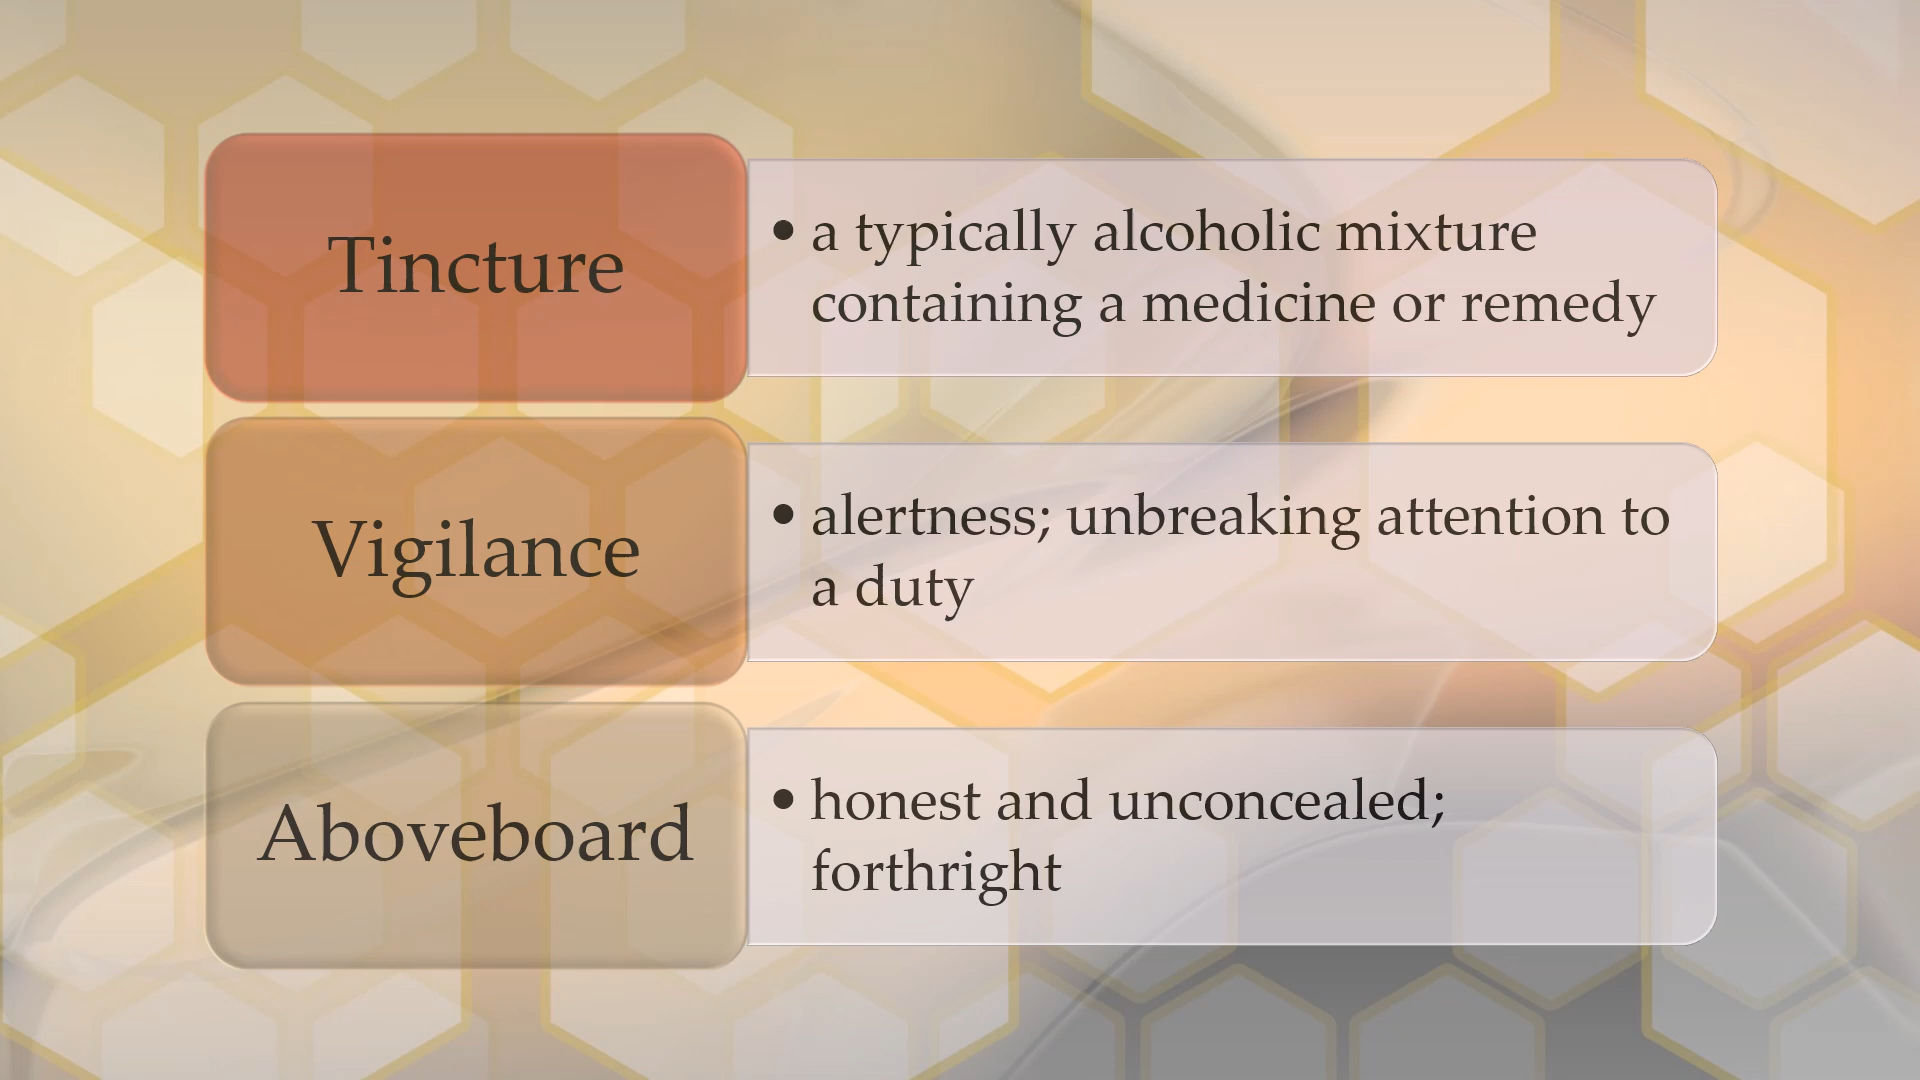 Tincture
• a typically alcoholic mixture
containing a medicine or remedy
Vigilance
• alertness; unbreaking attention to
a duty
Aboveboard
• honest and unconcealed;
forthright